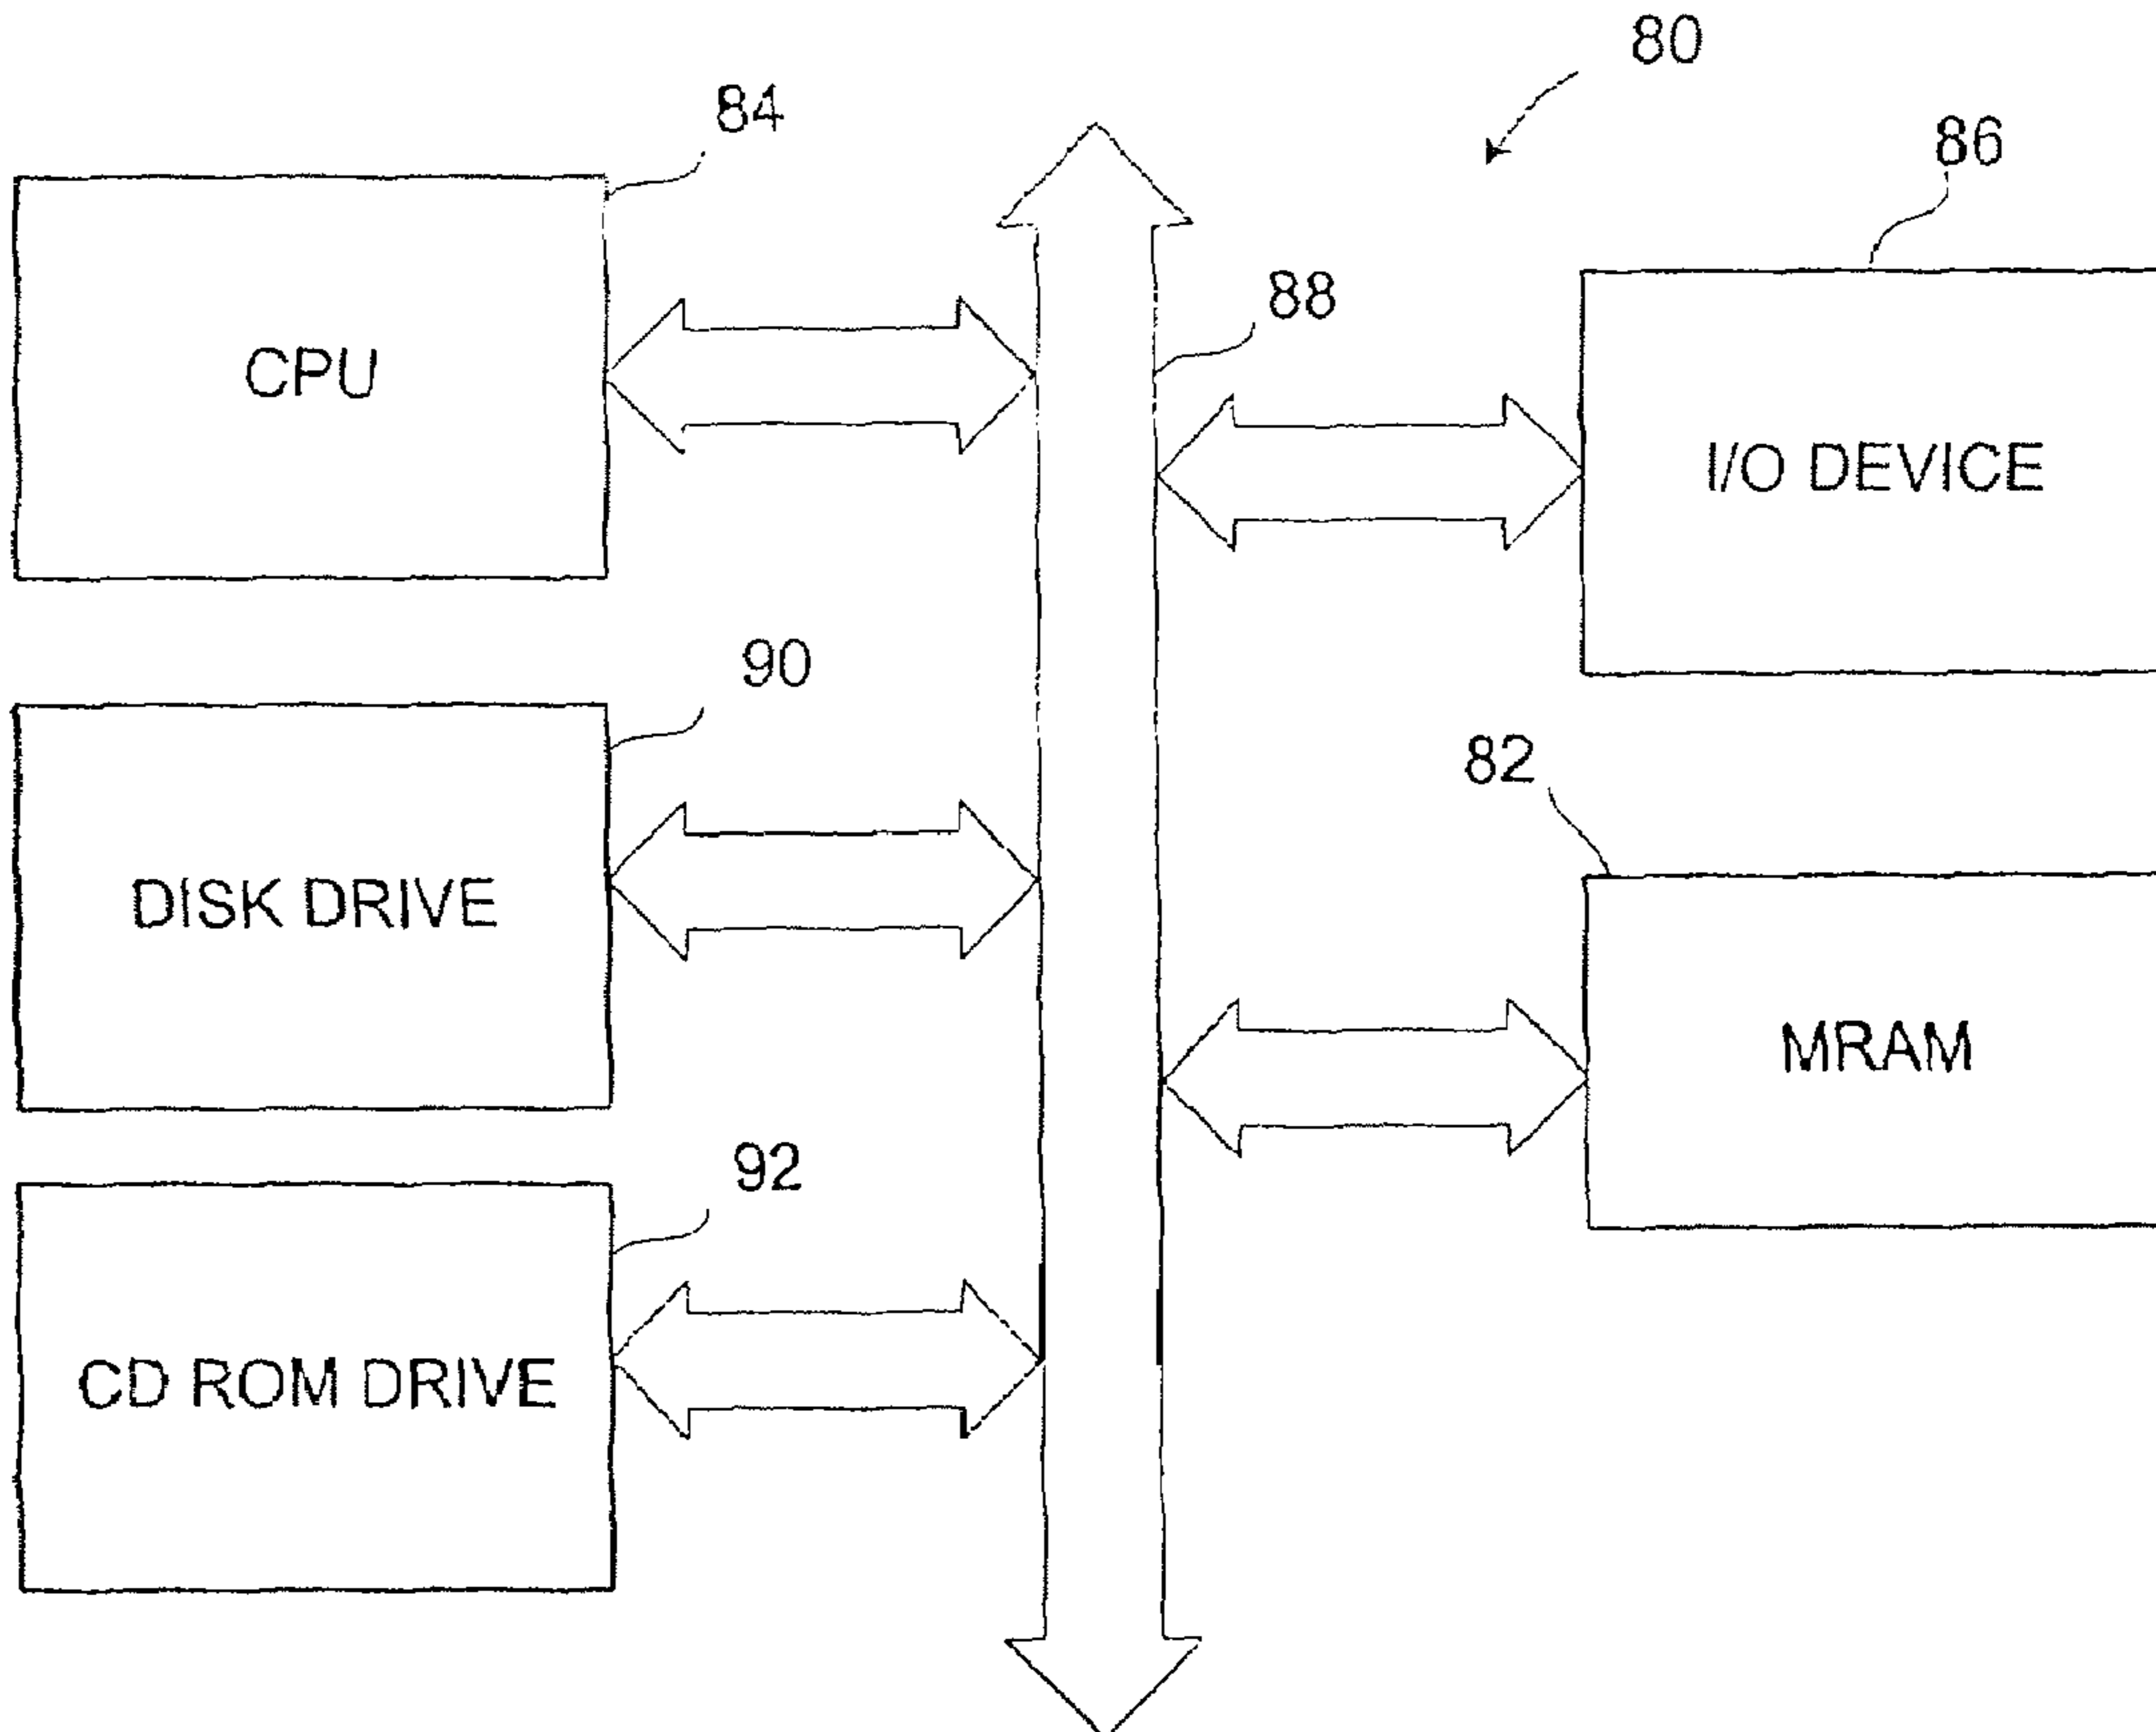 80
84
86
88
CPU
I/O DEVICE
90
82
DISK DRIVE
MRAM
92
CD ROM DRIVE